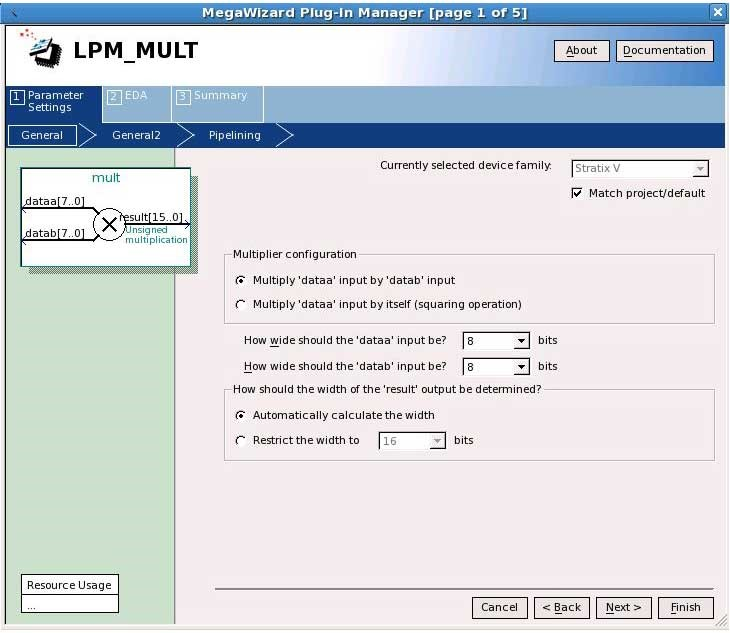 MegaWizard Plug-In Manager [page 1 of 5]
LPM_MULT
About
Documentation
1 Parameter Settings
2 EDA
3 Summary
General
General2
Pipelining
mult
dataa[7..0]
result[15..0]
datab[7..0]
Unsigned
multiplication
Currently selected device family:
Stratix V
Match project/default
Multiplier configuration
Multiply 'dataa' input by 'datab' input
Multiply 'dataa' input by itself (squaring operation)
How wide should the 'dataa' input be? 8 bits
How wide should the 'datab' input be? 8 bits
How should the width of the 'result' output be determined?
Automatically calculate the width
Restrict the width to 16 bits
Resource Usage
...
Cancel
< Back
Next >
Finish